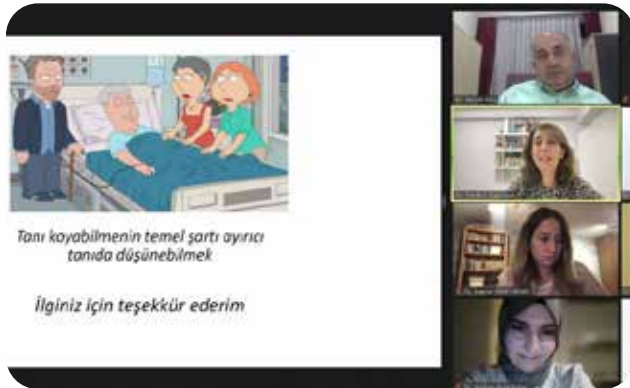 Tanı koyabilmenin temel şartı ayırıcı
tanıda düşünebilmek
İlginiz için teşekkür ederim